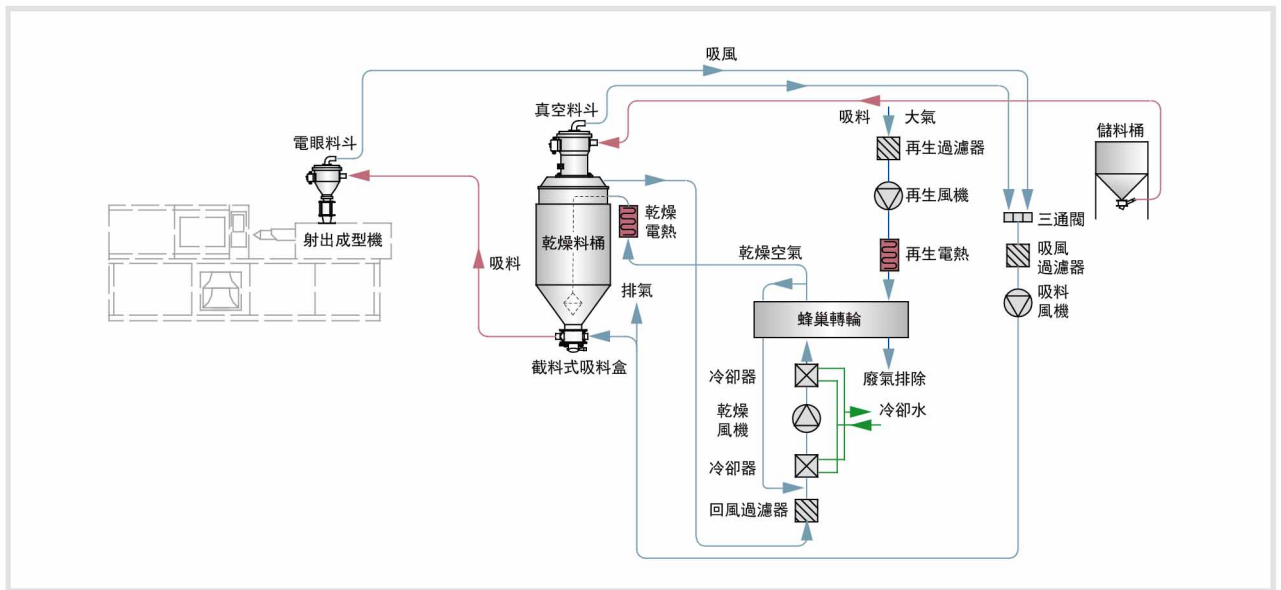 吸風
真空料斗
吸料
大氣
儲料桶
電眼料斗
再生過濾器
再生風機
乾燥
電熱
三通閥
射出成型機
乾燥料桶
乾燥空氣
再生電熱
吸風
過濾器
吸料
排氣
吸料
風機
蜂巢轉輪
截料式吸料盒
冷卻器
廢氣排除
乾燥
風機
冷卻水
冷卻器
回風過濾器